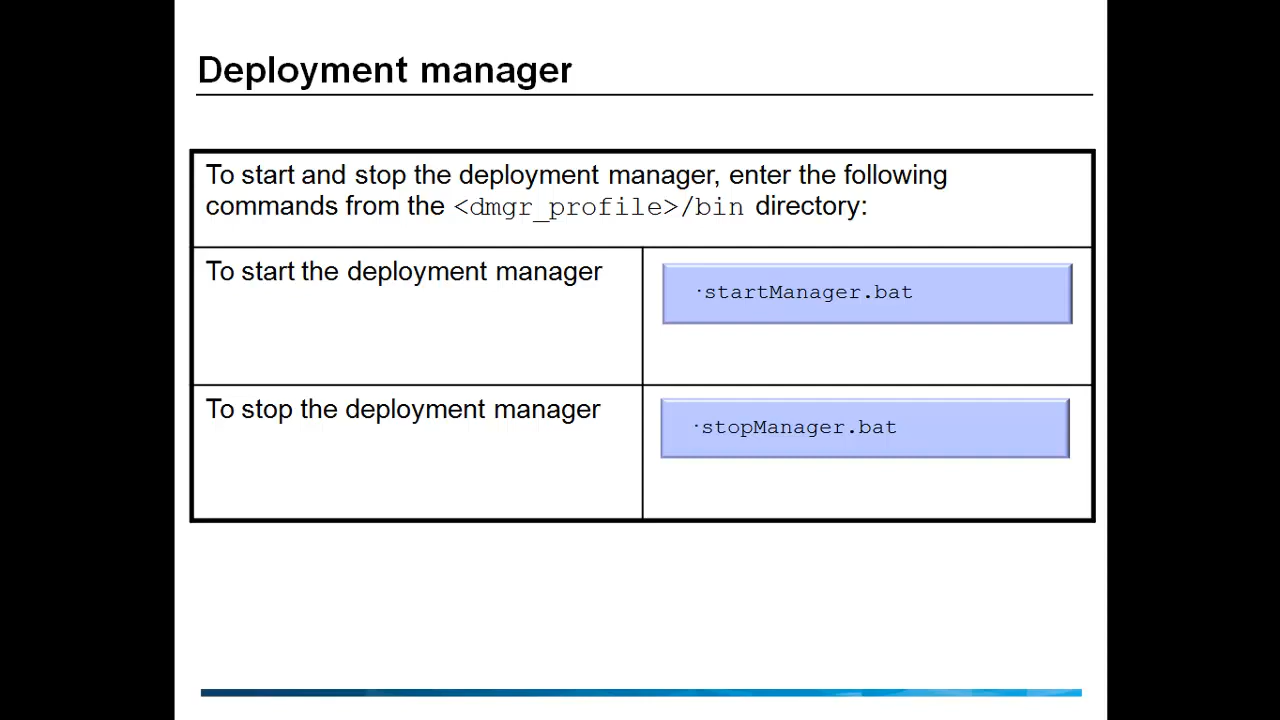 Deployment manager
To start and stop the deployment manager, enter the following
commands from the <dmgr_profile>/bin directory:
To start the deployment manager
·startManager.bat
To stop the deployment manager
·stopManager.bat